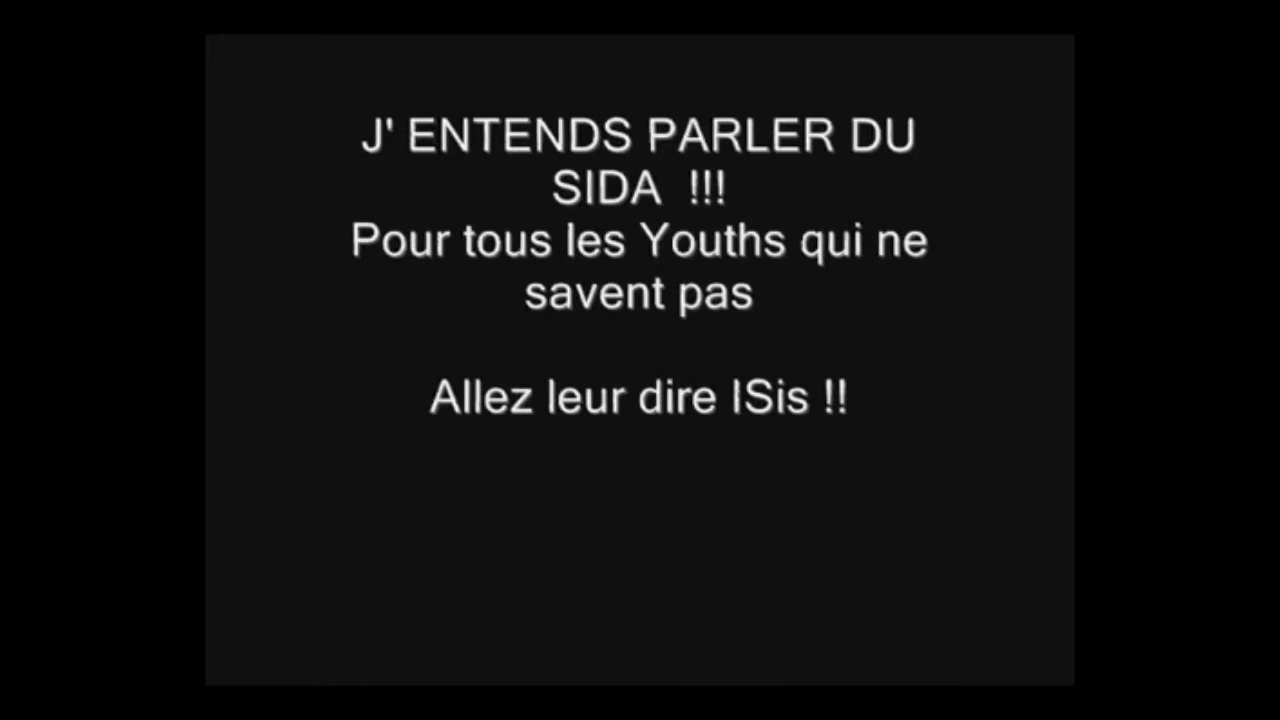 J' ENTENDS PARLER DU
SIDA !!!
Pour tous les Youths qui ne
savent pas
Allez leur dire ISis !!